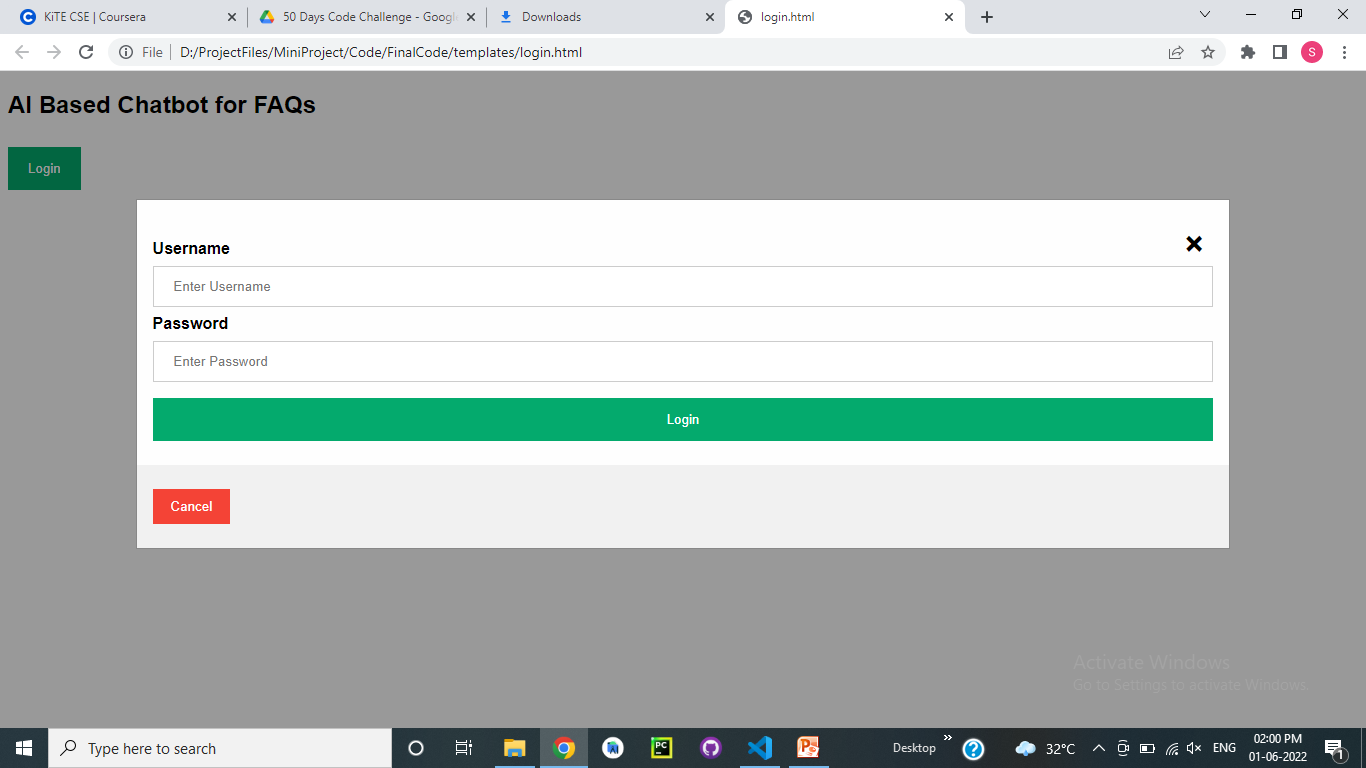 KiTE CSE | Coursera
50 Days Code Challenge - Googl
Downloads
login.html
File
D:/ProjectFiles/MiniProject/Code/FinalCode/templates/login.html
S
AI Based Chatbot for FAQs
Login
Username
Enter Username
Password
Enter Password
Login
Cancel
Activate Windows
Go to Settings to activate Windows.
Type here to search
PC
P
Desktop
32°C
ENG
02:00 PM
01-06-2022
1